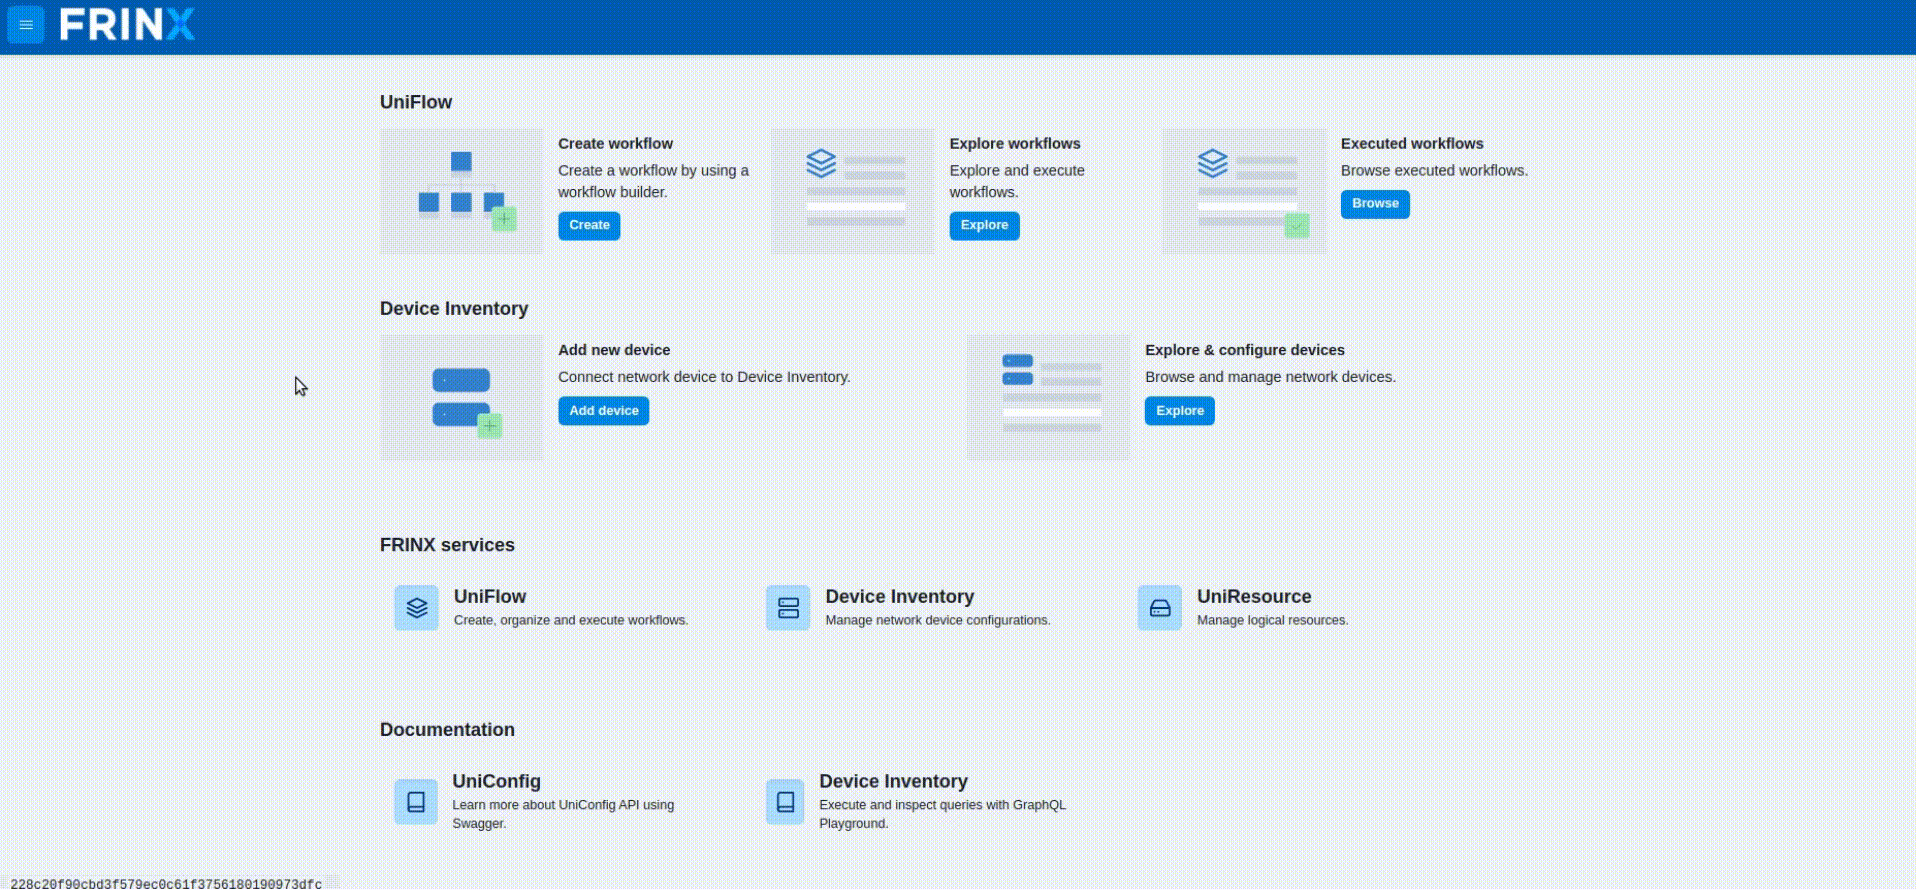 FRINX
UniFlow
Create workflow
Create a workflow by using a
workflow builder.
Create
Explore workflows
Explore and execute
workflows.
Explore
Executed workflows
Browse executed workflows.
Browse
Device Inventory
Add new device
Connect network device to Device Inventory.
Add device
Explore & configure devices
Browse and manage network devices.
Explore
FRINX services
UniFlow
Create, organize and execute workflows.
Device Inventory
Manage network device configurations.
UniResource
Manage logical resources.
Documentation
UniConfig
Learn more about UniConfig API using
Swagger.
Device Inventory
Execute and inspect queries with GraphQL
Playground.
228c20f90cbd3f579ec0c61f3756180190973dfc